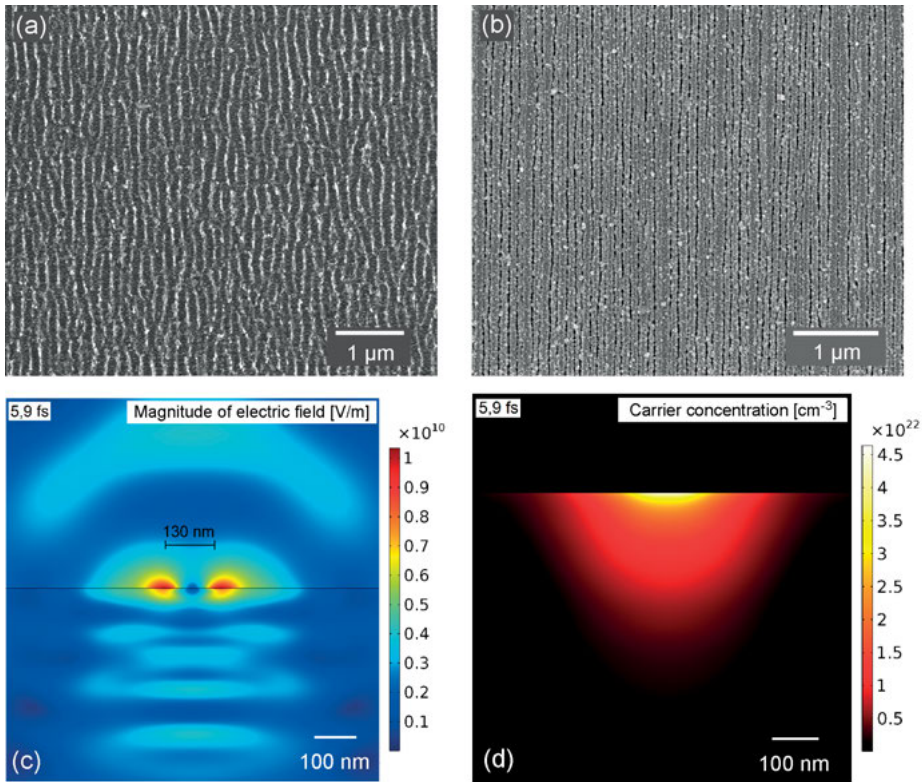 (a)
1 µm
(b)
1 µm
5,9 fs
Magnitude of electric field [V/m]
×10¹⁰
1
0.9
0.8
0.7
0.6
0.5
0.4
0.3
0.2
0.1
130 nm
100 nm
(c)
5,9 fs
Carrier concentration [cm⁻³]
×10²²
4.5
4
3.5
3
2.5
2
1.5
1
0.5
100 nm
(d)